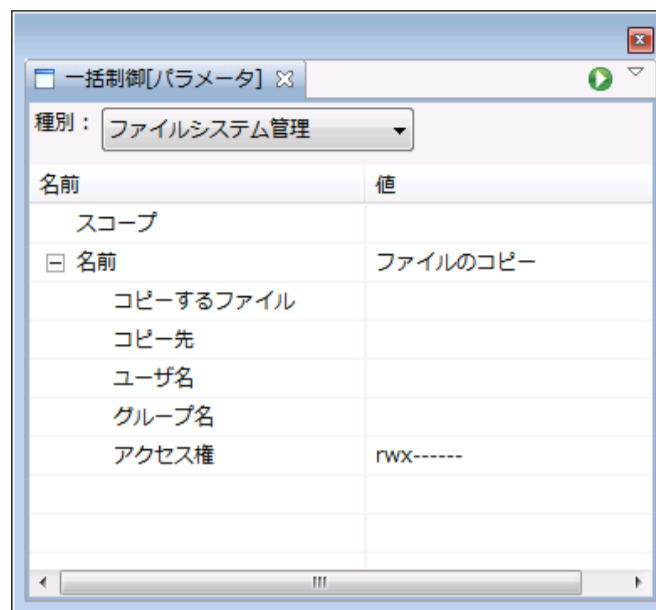 一括制御[パラメータ]
種別： ファイルシステム管理
名前 値
スコープ
名前 ファイルのコピー
コピーするファイル
コピー先
ユーザ名
グループ名
アクセス権 rwx------